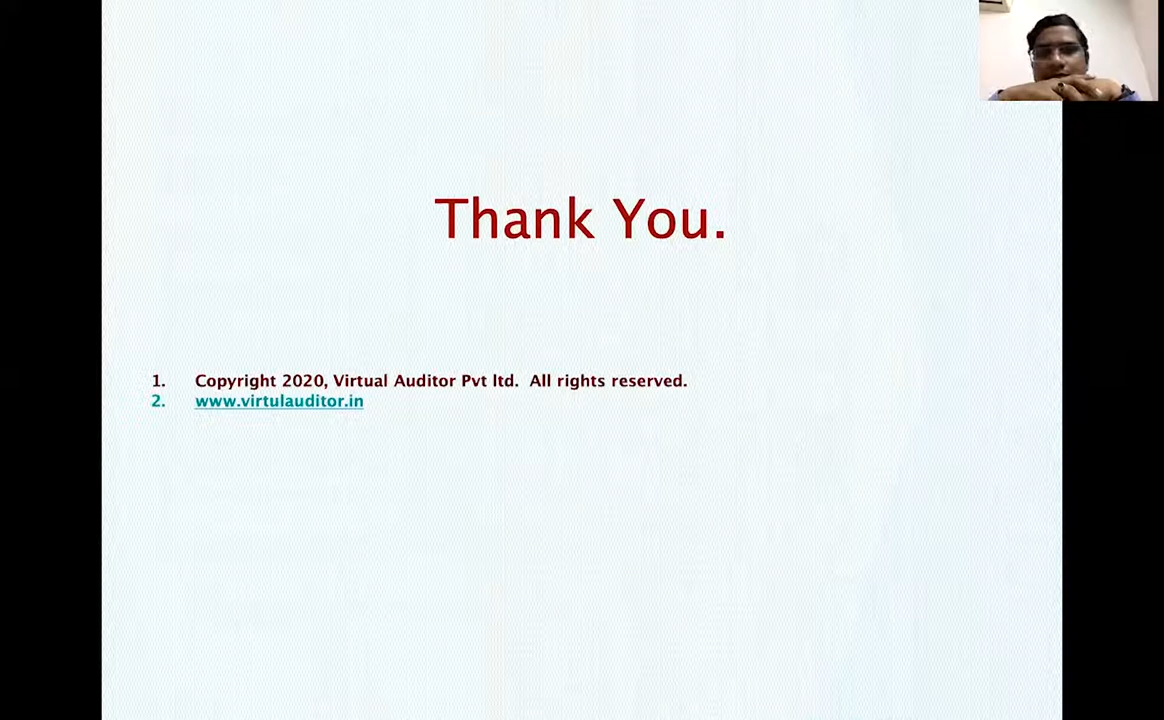 Thank You.
1. Copyright 2020, Virtual Auditor Pvt ltd. All rights reserved.
2. www.virtulauditor.in